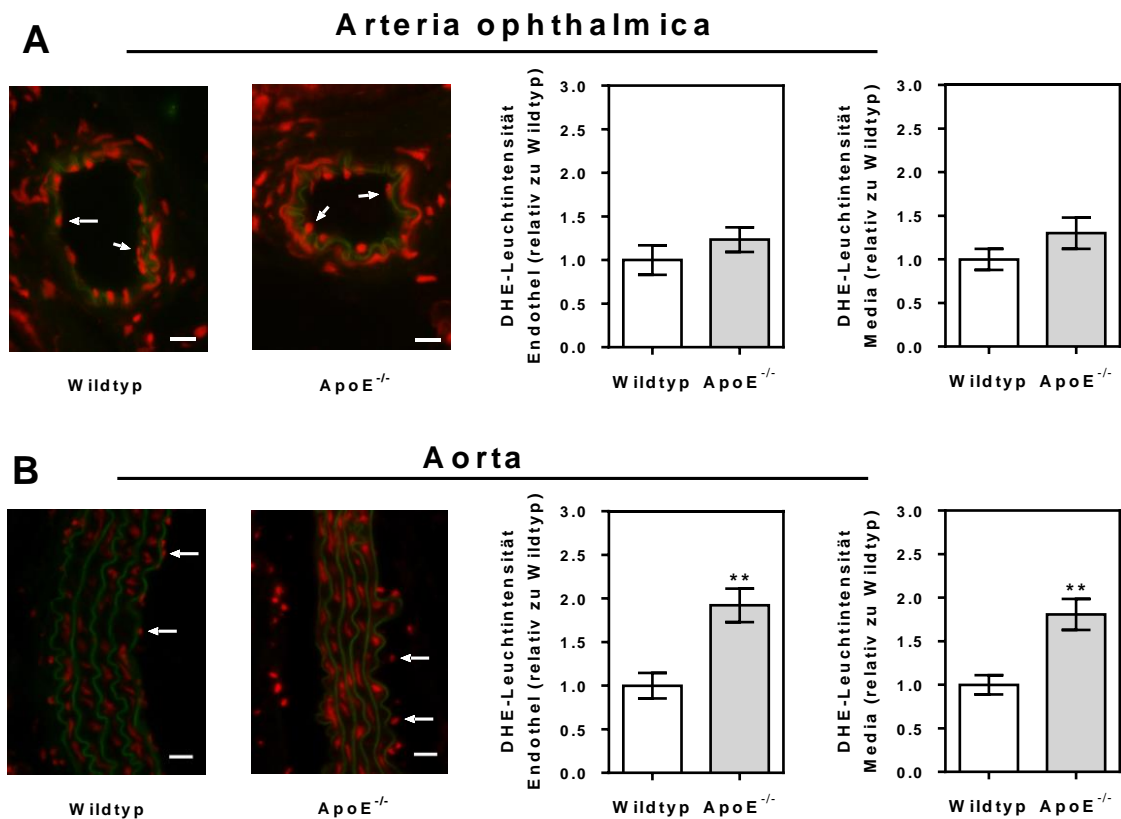 A
Arteria ophthalmica
Wildtyp
ApoE-/-
DHE-Leuchtintensität
Endothel (relativ zu Wildtyp)
3.0
2.5
2.0
1.5
1.0
0.5
0.0
Wildtyp ApoE-/-
DHE-Leuchtintensität
Media (relativ zu Wildtyp)
3.0
2.5
2.0
1.5
1.0
0.5
0.0
Wildtyp ApoE-/-
B
Aorta
Wildtyp
ApoE-/-
DHE-Leuchtintensität
Endothel (relativ zu Wildtyp)
3.0
2.5
2.0
1.5
1.0
0.5
0.0
**
Wildtyp ApoE-/-
DHE-Leuchtintensität
Media (relativ zu Wildtyp)
3.0
2.5
2.0
1.5
1.0
0.5
0.0
**
Wildtyp ApoE-/-